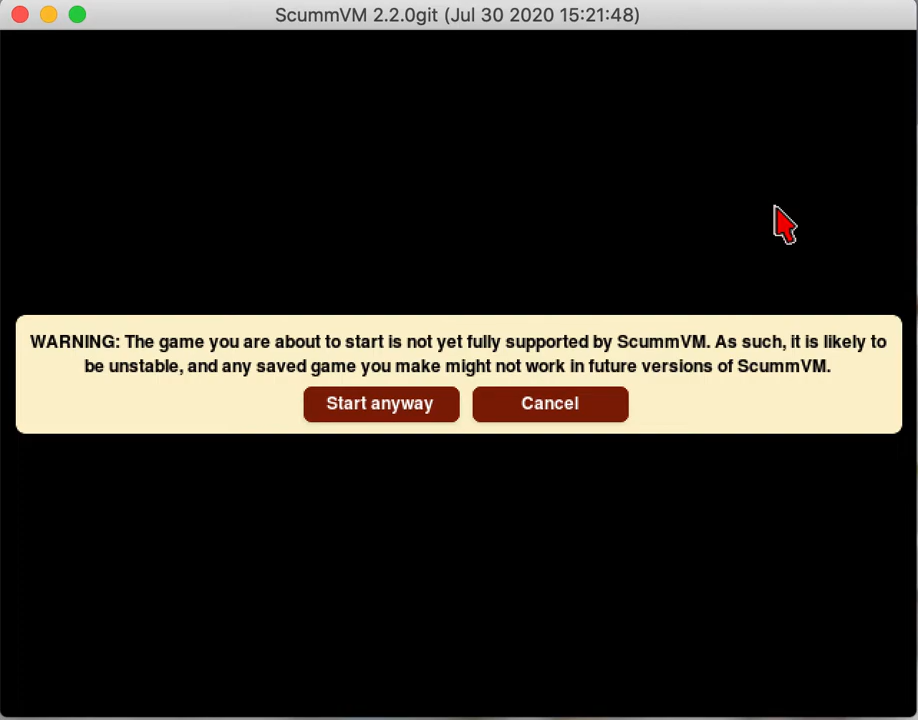 ScummVM 2.2.0git (Jul 30 2020 15:21:48)
WARNING: The game you are about to start is not yet fully supported by ScummVM. As such, it is likely to
be unstable, and any saved game you make might not work in future versions of ScummVM.
Start anyway Cancel